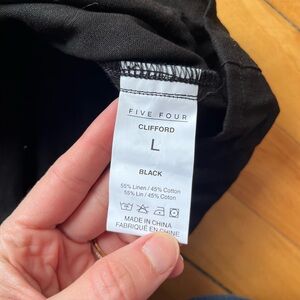 FIVE FOUR
CLIFFORD
L
BLACK
55% Linen / 45% Cotton
55% Lin / 45% Coton
MADE IN CHINA
FABRIQUÉ EN CHINE